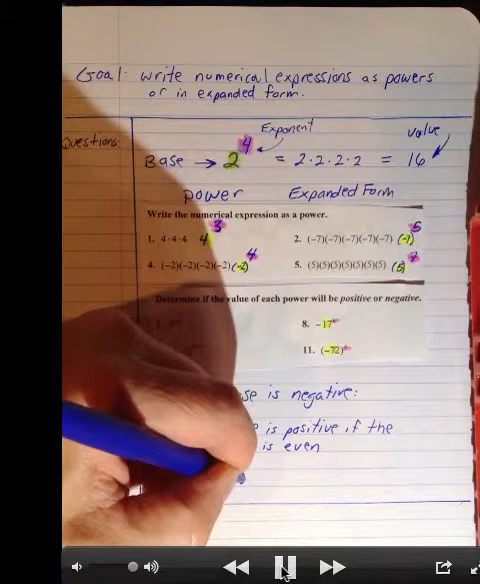 Goal: write numerical expressions as powers
or in expanded form.
Questions:
Exponent
value
Base → 2^4 = 2·2·2·2 = 16
power Expanded Form
Write the numerical expression as a power.
1. 4·4·4 4^3 2. (−7)(−7)(−7)(−7)(−7) (-7)^5
4. (−2)(−2)(−2)(−2) (-2)^4 5. (5)(5)(5)(5)(5)(5)(5) (5)^7
Determine if the value of each power will be positive or negative.
8. −17
11. (−72)
is negative:
is positive if the
is even